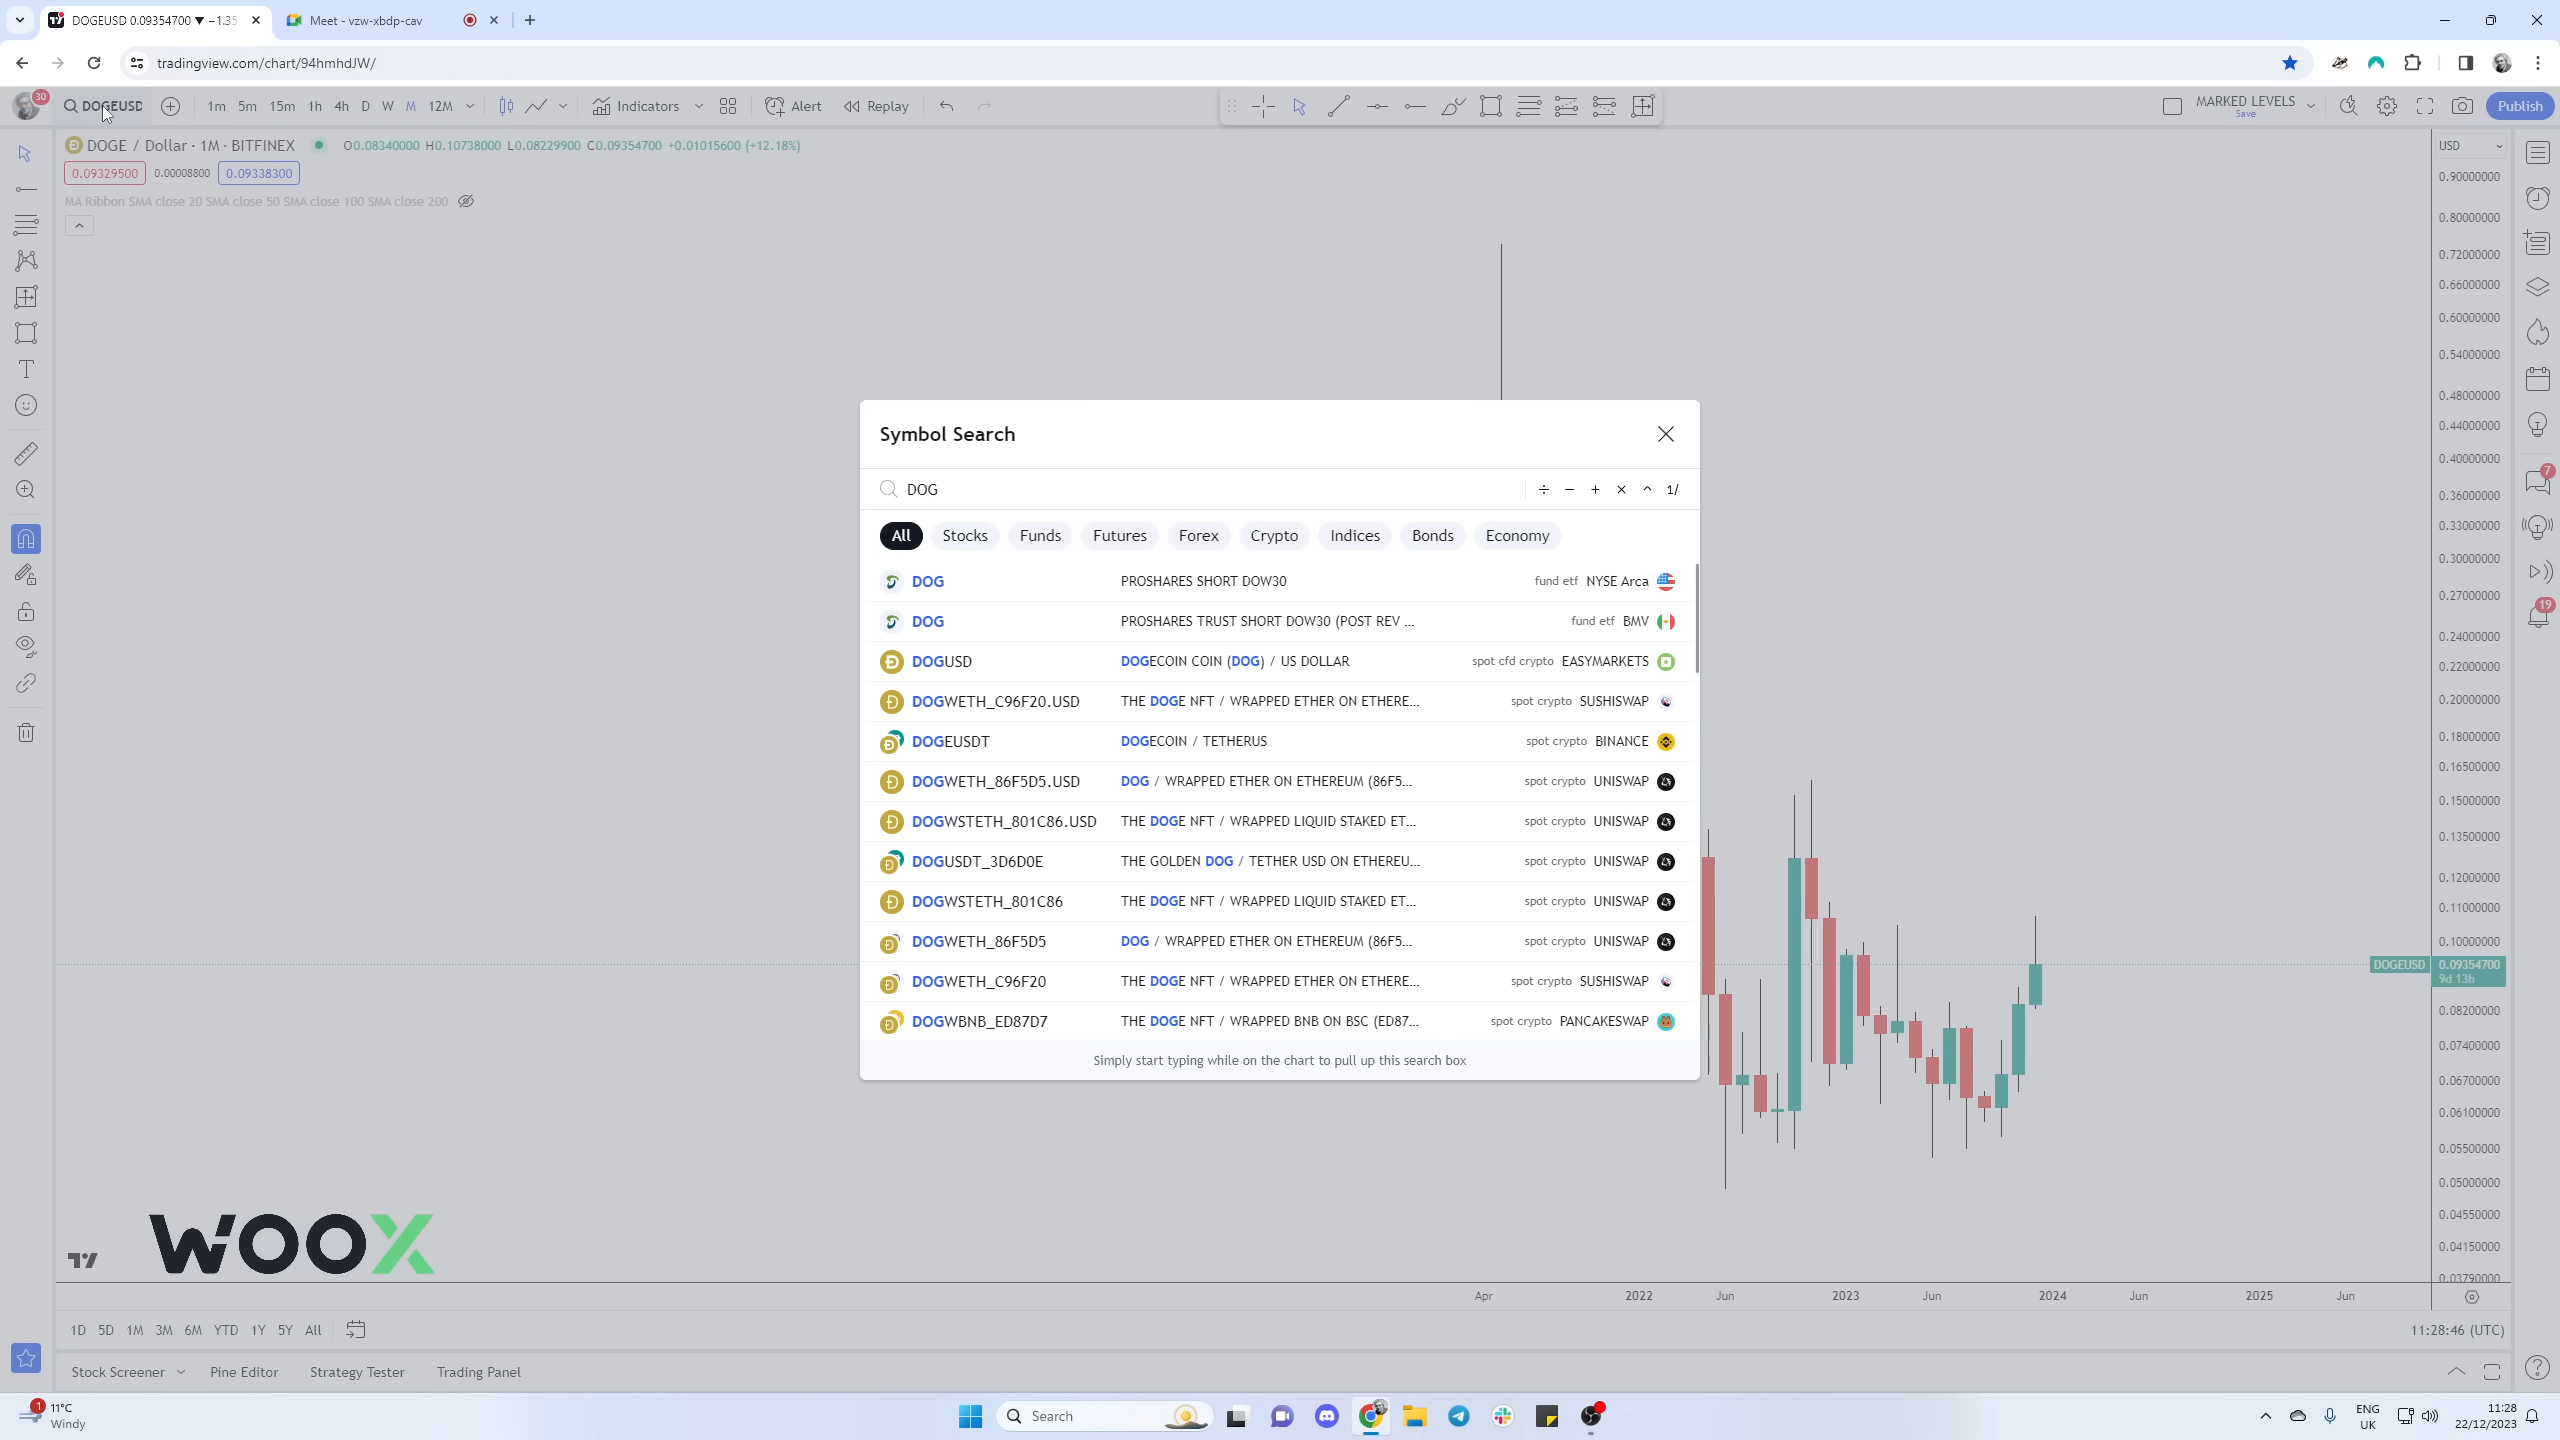 DOGEUSD 0.09354700 ▼ −1.35
Meet - vzw-xbdp-cav
tradingview.com/chart/94hmhdJW/
30
DOGEUSD
1m 5m 15m 1h 4h D W M 12M
Indicators
Alert
Replay
MARKED LEVELS
Save
Publish
DOGE / Dollar · 1M · BITFINEX
O0.08340000 H0.10738000 L0.08229900 C0.09354700 +0.01015600 (+12.18%)
0.09329500 0.00008800 0.09338300
MA Ribbon SMA close 20 SMA close 50 SMA close 100 SMA close 200
USD
0.90000000
0.80000000
0.72000000
0.66000000
0.60000000
0.54000000
0.48000000
0.44000000
0.40000000
0.36000000
0.33000000
0.30000000
0.27000000
0.24000000
0.22000000
0.20000000
0.18000000
0.16500000
0.15000000
0.13500000
0.12000000
0.11000000
0.10000000
DOGEUSD 0.09354700
9d 13h
0.08200000
0.07400000
0.06700000
0.06100000
0.05500000
0.05000000
0.04550000
0.04150000
0.03790000
7
19
Symbol Search
DOG
÷ − + × ^ 1/
All Stocks Funds Futures Forex Crypto Indices Bonds Economy
DOG PROSHARES SHORT DOW30 fund etf NYSE Arca
DOG PROSHARES TRUST SHORT DOW30 (POST REV ... fund etf BMV
DOGUSD DOGECOIN COIN (DOG) / US DOLLAR spot cfd crypto EASYMARKETS
DOGWETH_C96F20.USD THE DOGE NFT / WRAPPED ETHER ON ETHERE... spot crypto SUSHISWAP
DOGEUSDT DOGECOIN / TETHERUS spot crypto BINANCE
DOGWETH_86F5D5.USD DOG / WRAPPED ETHER ON ETHEREUM (86F5... spot crypto UNISWAP
DOGWSTETH_801C86.USD THE DOGE NFT / WRAPPED LIQUID STAKED ET... spot crypto UNISWAP
DOGUSDT_3D6D0E THE GOLDEN DOG / TETHER USD ON ETHEREU... spot crypto UNISWAP
DOGWSTETH_801C86 THE DOGE NFT / WRAPPED LIQUID STAKED ET... spot crypto UNISWAP
DOGWETH_86F5D5 DOG / WRAPPED ETHER ON ETHEREUM (86F5... spot crypto UNISWAP
DOGWETH_C96F20 THE DOGE NFT / WRAPPED ETHER ON ETHERE... spot crypto SUSHISWAP
DOGWBNB_ED87D7 THE DOGE NFT / WRAPPED BNB ON BSC (ED87... spot crypto PANCAKESWAP
Simply start typing while on the chart to pull up this search box
WOOX
Apr 2022 Jun 2023 Jun 2024 Jun 2025 Jun
1D 5D 1M 3M 6M YTD 1Y 5Y All
11:28:46 (UTC)
Stock Screener Pine Editor Strategy Tester Trading Panel
1
11°C
Windy
Search
ENG
UK
11:28
22/12/2023